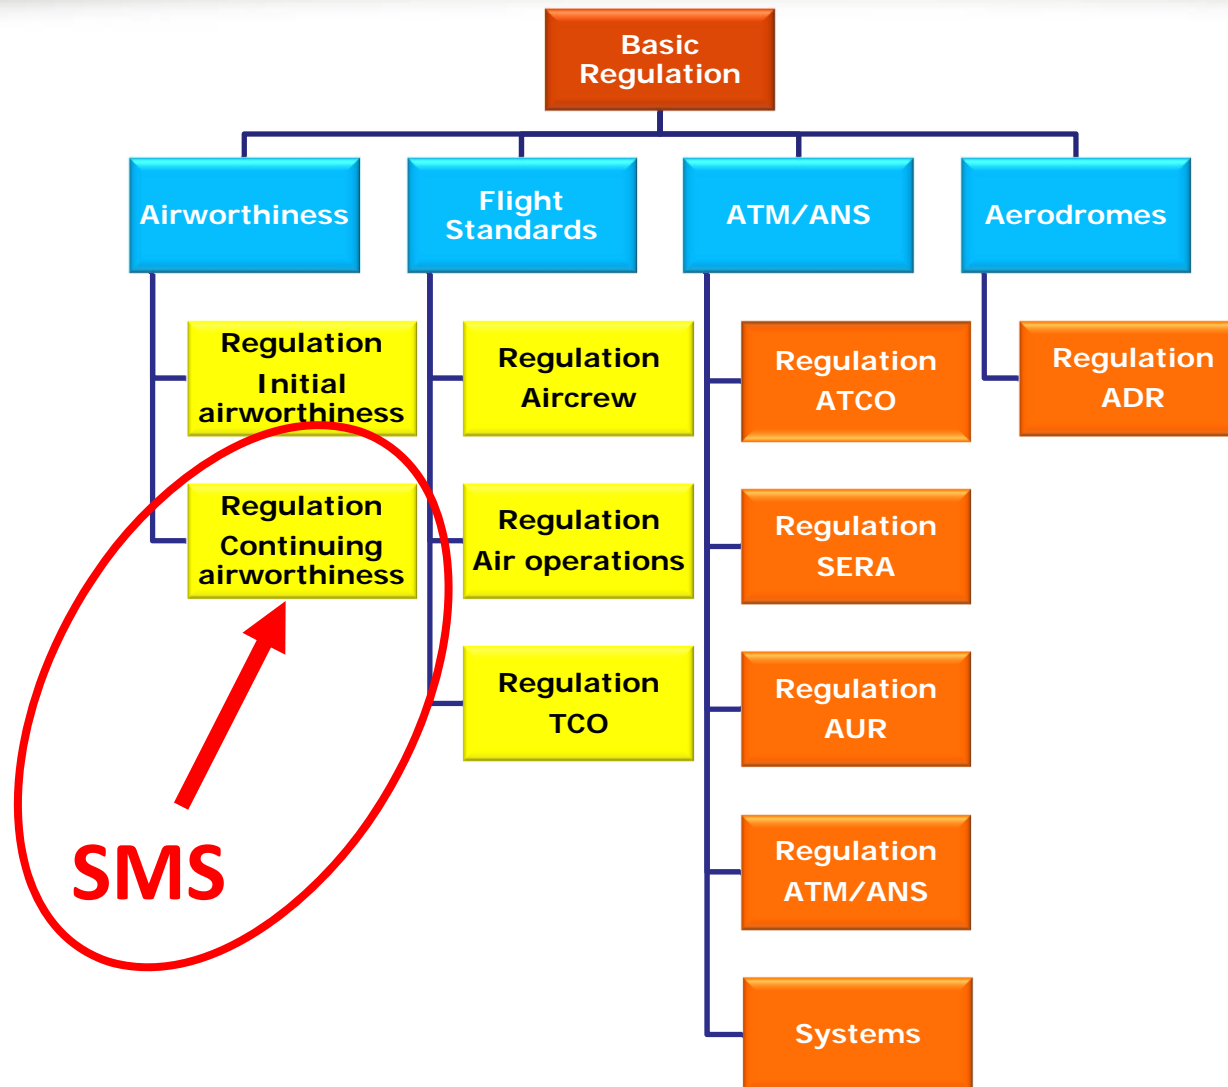 Basic
Regulation
Airworthiness
Flight
Standards
ATM/ANS
Aerodromes
Regulation
Initial
airworthiness
Regulation
Continuing
airworthiness
SMS
Regulation
Aircrew
Regulation
Air operations
Regulation
TCO
Regulation
ATCO
Regulation
SERA
Regulation
AUR
Regulation
ATM/ANS
Systems
Regulation
ADR